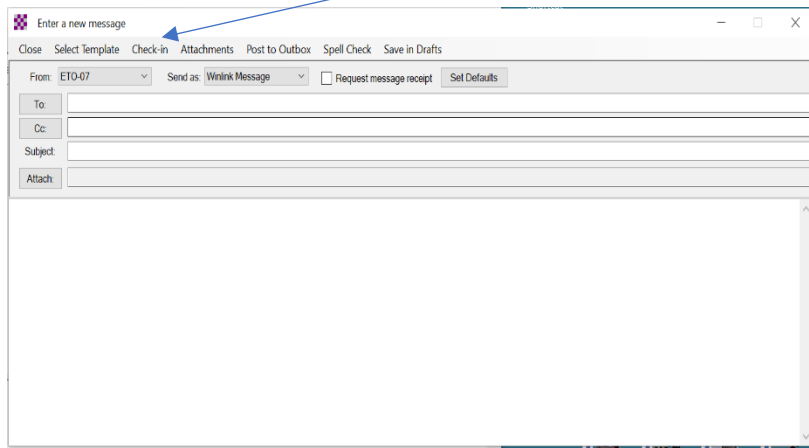 Enter a new message
Close Select Template Check-in Attachments Post to Outbox Spell Check Save in Drafts
From: ETO-07 Send as: Winlink Message Request message receipt Set Defaults
To:
Cc:
Subject:
Attach: